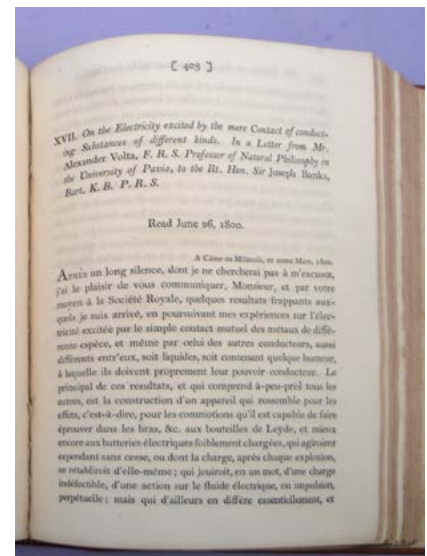 [ 403 ]
XVII. On the Electricity excited by the mere Contact of conduct-
ing Substances of different kinds. In a Letter from Mr.
Alexander Volta, F. R. S. Professor of Natural Philosophy in
the University of Pavia, to the Rt. Hon. Sir Joseph Banks,
Bart. K. B. P. R. S.
Read June 26, 1800.
A Côme en Milanois, ce 20me Mars, 1800.
Après un long silence, dont je ne chercherai pas à m'excuser,
j'ai le plaisir de vous communiquer, Monsieur, et par votre
moyen à la Société Royale, quelques resultats frappants aux-
quels je suis arrivé, en poursuivant mes expériences sur l'élec-
tricité excitée par le simple contact mutuel des métaux de diffé-
rente espèce, et même par celui des autres conducteurs, aussi
différents entr'eux, soit liquides, soit contenant quelque humeur,
à laquelle ils doivent proprement leur pouvoir conducteur. Le
principal de ces resultats, et qui comprend à-peu-près tous les
autres, est la construction d'un appareil qui ressemble pour les
effets, c'est-à-dire, pour les commotions qu'il est capable de faire
éprouver dans les bras, &c. aux bouteilles de Leyde, et mieux
encore aux batteries électriques foiblement chargées, qui agiroient
cependant sans cesse, ou dont la charge, après chaque explosion,
se rétabliroit d'elle-même; qui jouiroit, en un mot, d'une charge
indéfectible, d'une action sur le fluide électrique, ou impulsion,
perpétuelle; mais qui d'ailleurs en diffère essentiellement, et